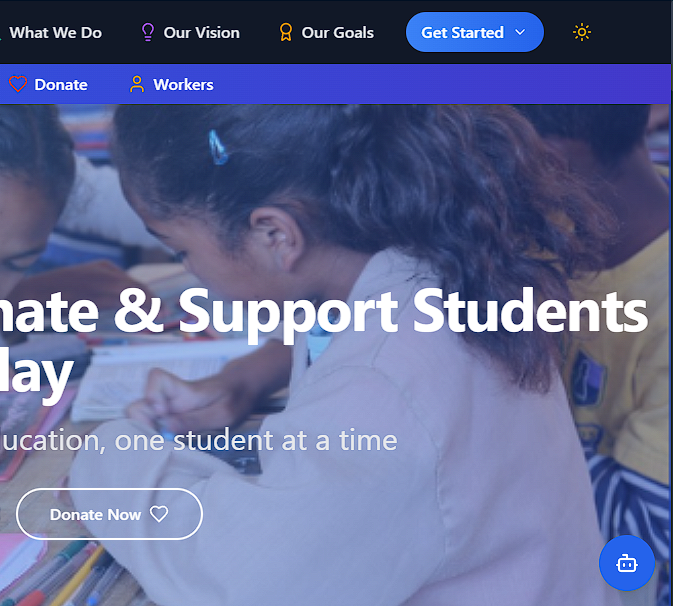 What We Do Our Vision Our Goals Get Started
Donate Workers
nate & Support Students
day
ucation, one student at a time
Donate Now